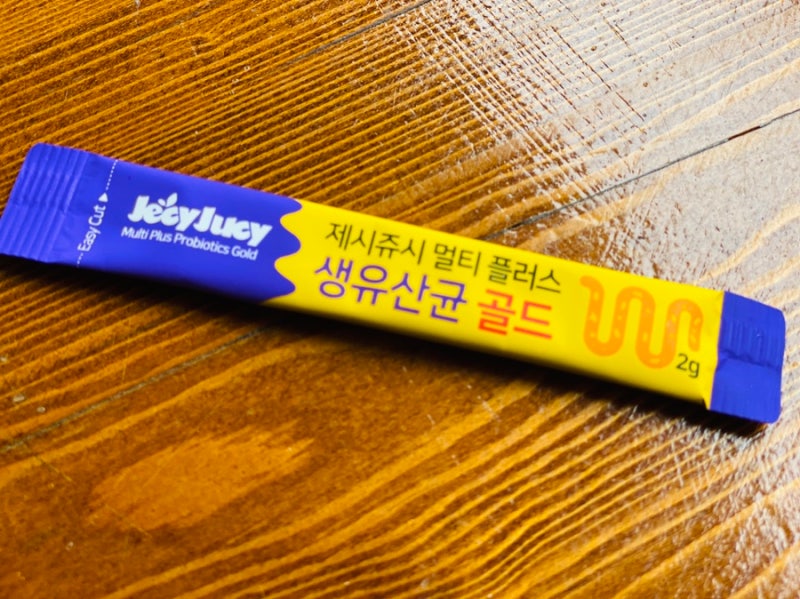 Easy Cut
JecyJucy
Multi Plus Probiotics Gold
제시쥬시 멀티 플러스
생유산균 골드
2g